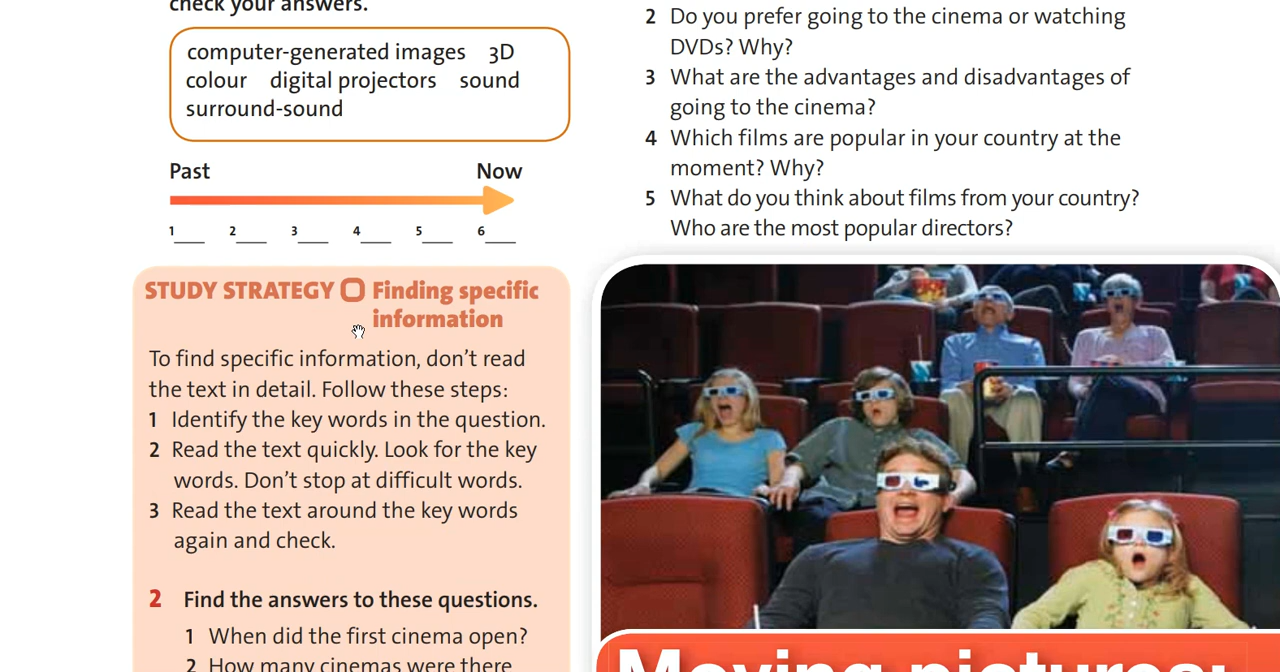 check your answers.
computer-generated images 3D
colour digital projectors sound
surround-sound
Past Now
1 2 3 4 5 6
STUDY STRATEGY Finding specific
information
To find specific information, don't read
the text in detail. Follow these steps:
1 Identify the key words in the question.
2 Read the text quickly. Look for the key
words. Don't stop at difficult words.
3 Read the text around the key words
again and check.
2 Find the answers to these questions.
1 When did the first cinema open?
2 How many cinemas were there
2 Do you prefer going to the cinema or watching
DVDs? Why?
3 What are the advantages and disadvantages of
going to the cinema?
4 Which films are popular in your country at the
moment? Why?
5 What do you think about films from your country?
Who are the most popular directors?
Moving pictures: